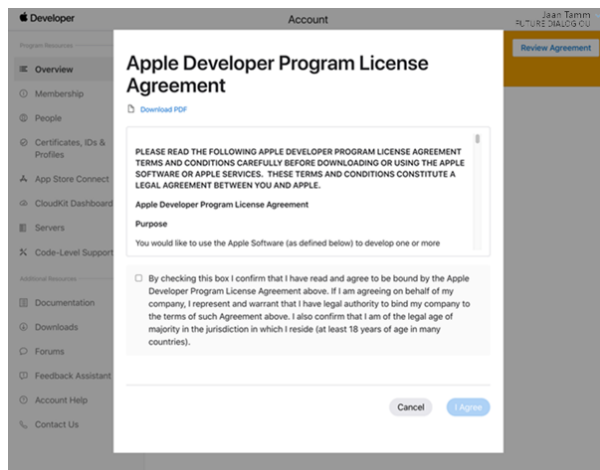 Developer
Account
Jaan Tamm
FUTURE DIALOG OÜ
Program Resources
Overview
Membership
People
Certificates, IDs &
Profiles
App Store Connect
CloudKit Dashboard
Servers
Code-Level Support
Additional Resources
Documentation
Downloads
Forums
Feedback Assistant
Account Help
Contact Us
Review Agreement
Apple Developer Program License
Agreement
Download PDF
PLEASE READ THE FOLLOWING APPLE DEVELOPER PROGRAM LICENSE AGREEMENT
TERMS AND CONDITIONS CAREFULLY BEFORE DOWNLOADING OR USING THE APPLE
SOFTWARE OR APPLE SERVICES. THESE TERMS AND CONDITIONS CONSTITUTE A
LEGAL AGREEMENT BETWEEN YOU AND APPLE.
Apple Developer Program License Agreement
Purpose
You would like to use the Apple Software (as defined below) to develop one or more
By checking this box I confirm that I have read and agree to be bound by the Apple
Developer Program License Agreement above. If I am agreeing on behalf of my
company, I represent and warrant that I have legal authority to bind my company to
the terms of such Agreement above. I also confirm that I am of the legal age of
majority in the jurisdiction in which I reside (at least 18 years of age in many
countries).
Cancel
I Agree